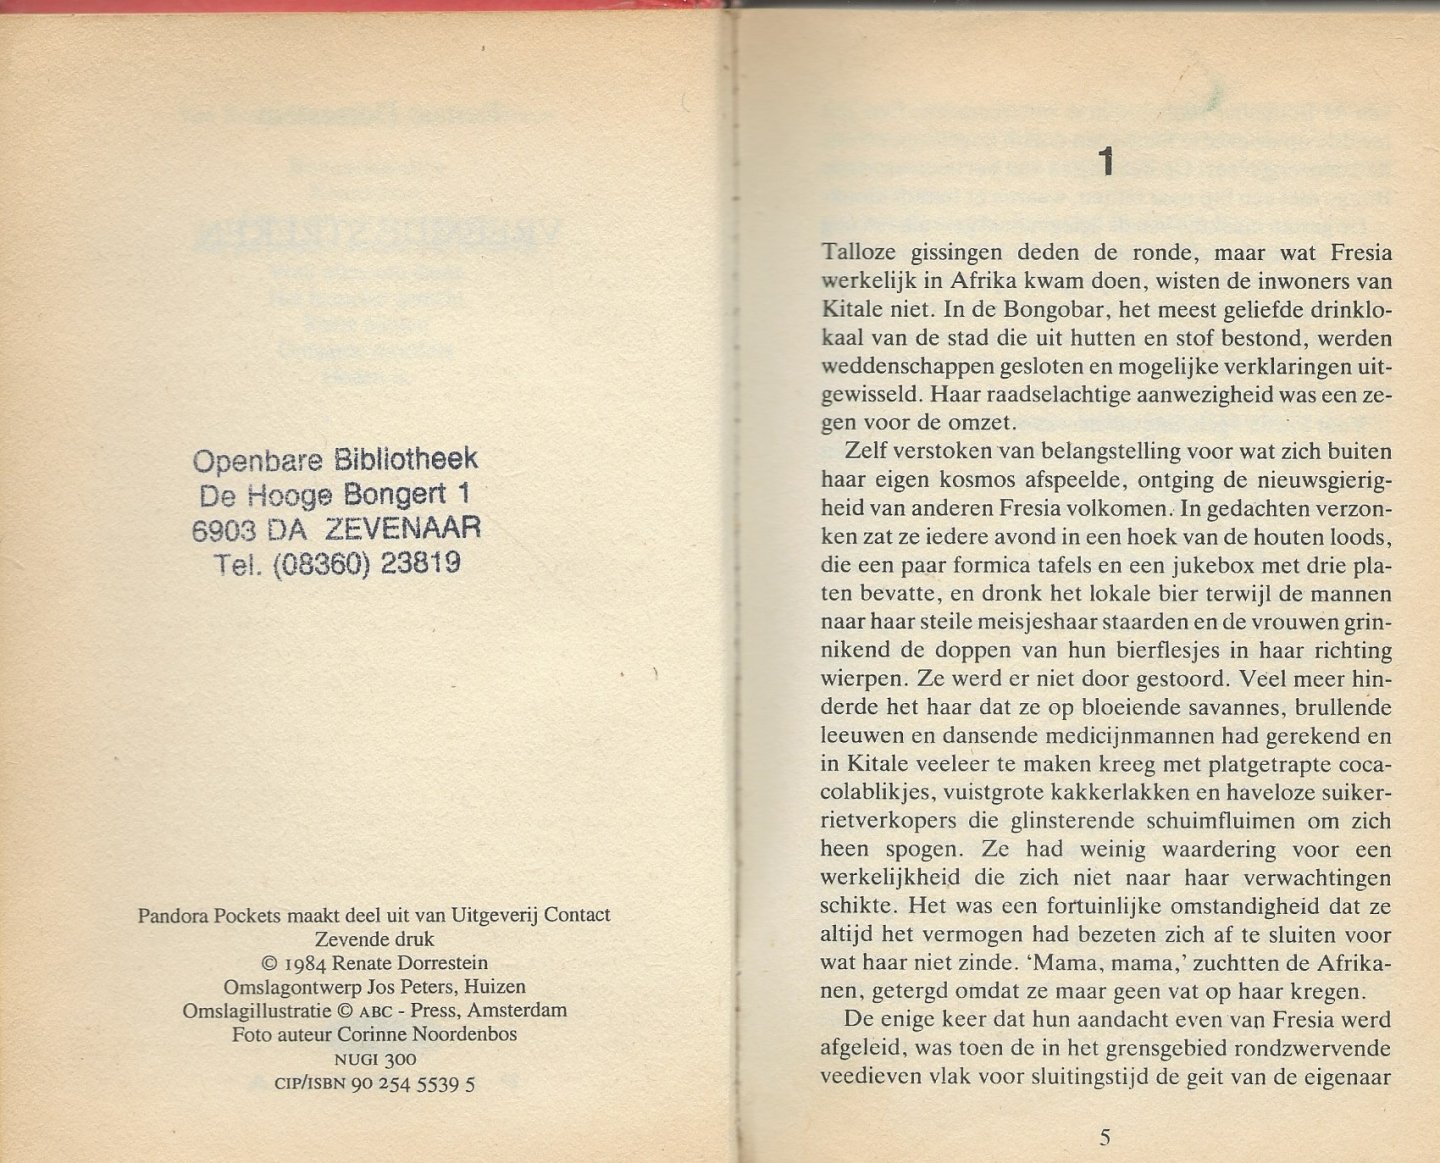 Openbare Bibliotheek
De Hooge Bongert 1
6903 DA ZEVENAAR
Tel. (08360) 23819
Pandora Pockets maakt deel uit van Uitgeverij Contact
Zevende druk
© 1984 Renate Dorrestein
Omslagontwerp Jos Peters, Huizen
Omslagillustratie © ABC - Press, Amsterdam
Foto auteur Corinne Noordenbos
NUGI 300
CIP/ISBN 90 254 5539 5
1
Talloze gissingen deden de ronde, maar wat Fresia
werkelijk in Afrika kwam doen, wisten de inwoners van
Kitale niet. In de Bongobar, het meest geliefde drinklo-
kaal van de stad die uit hutten en stof bestond, werden
weddenschappen gesloten en mogelijke verklaringen uit-
gewisseld. Haar raadselachtige aanwezigheid was een ze-
gen voor de omzet.
Zelf verstoken van belangstelling voor wat zich buiten
haar eigen kosmos afspeelde, ontging de nieuwsgierig-
heid van anderen Fresia volkomen. In gedachten verzon-
ken zat ze iedere avond in een hoek van de houten loods,
die een paar formica tafels en een jukebox met drie pla-
ten bevatte, en dronk het lokale bier terwijl de mannen
naar haar steile meisjeshaar staarden en de vrouwen grin-
nikend de doppen van hun bierflesjes in haar richting
wierpen. Ze werd er niet door gestoord. Veel meer hin-
derde het haar dat ze op bloeiende savannes, brullende
leeuwen en dansende medicijnmannen had gerekend en
in Kitale veeleer te maken kreeg met platgetrapte coca-
colablikjes, vuistgrote kakkerlakken en haveloze suiker-
rietverkopers die glinsterende schuimfluimen om zich
heen spogen. Ze had weinig waardering voor een
werkelijkheid die zich niet naar haar verwachtingen
schikte. Het was een fortuinlijke omstandigheid dat ze
altijd het vermogen had bezeten zich af te sluiten voor
wat haar niet zinde. ‘Mama, mama,’ zuchtten de Afrika-
nen, getergd omdat ze maar geen vat op haar kregen.
De enige keer dat hun aandacht even van Fresia werd
afgeleid, was toen de in het grensgebied rondzwervende
veedieven vlak voor sluitingstijd de geit van de eigenaar
5